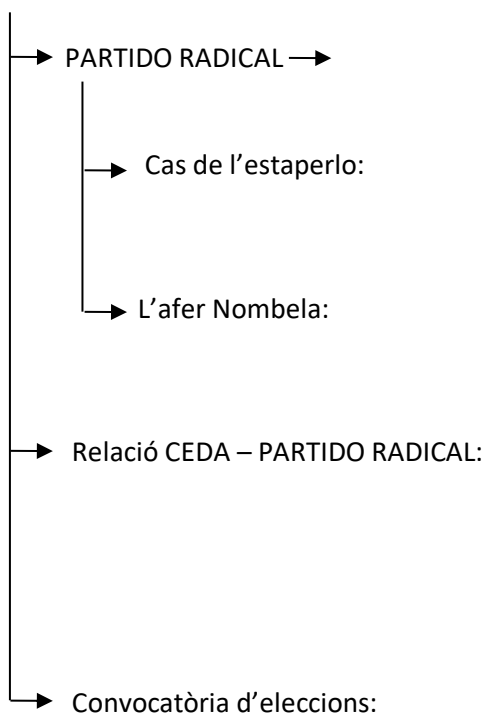 PARTIDO RADICAL
Cas de l’estaperlo:
L’afer Nombela:
Relació CEDA – PARTIDO RADICAL:
Convocatòria d’eleccions: